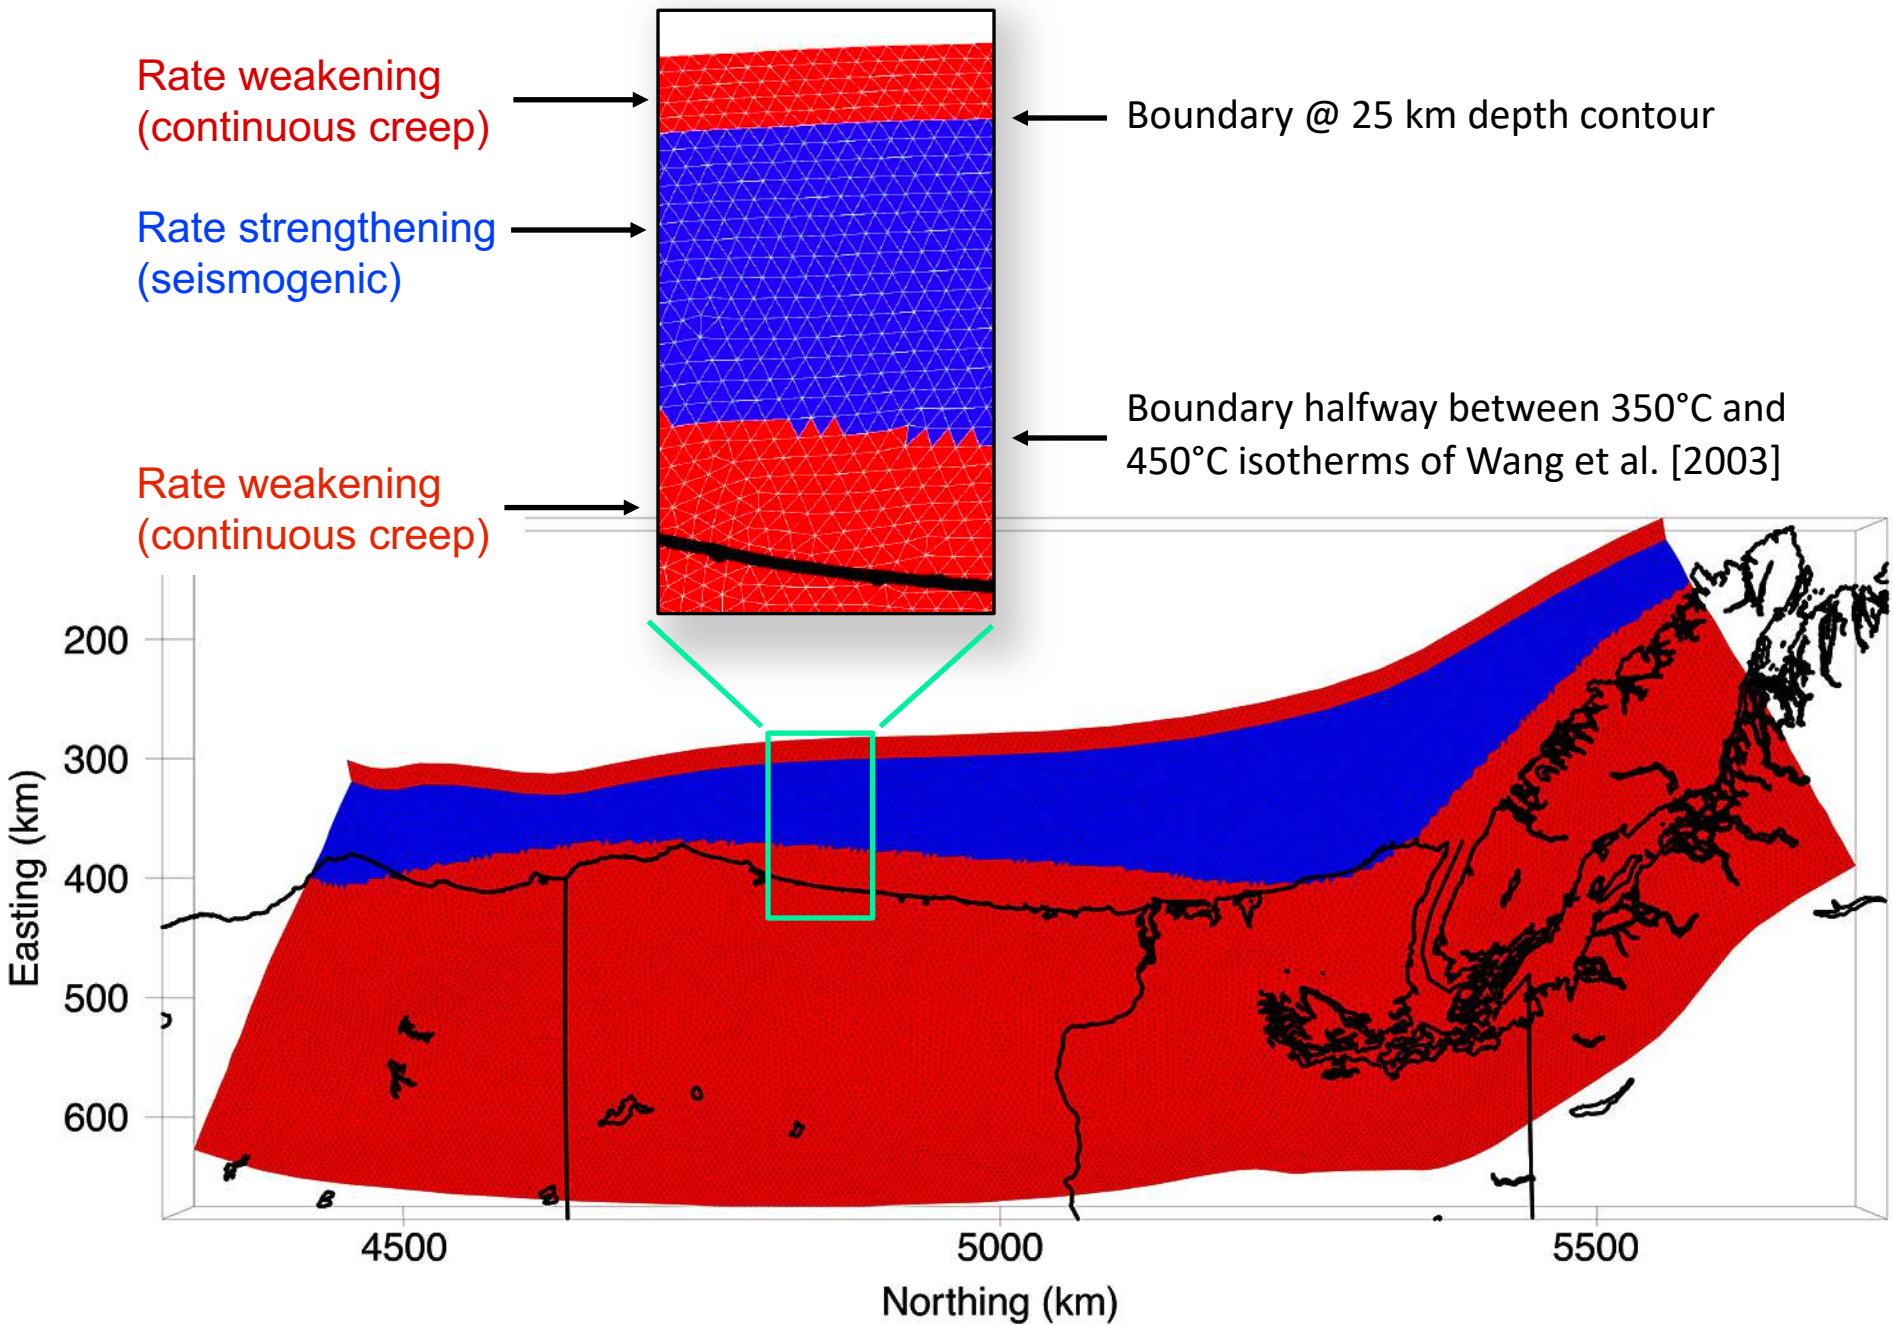 Rate weakening
(continuous creep)
Boundary @ 25 km depth contour
Rate strengthening
(seismogenic)
Boundary halfway between 350°C and
450°C isotherms of Wang et al. [2003]
Rate weakening
(continuous creep)
200
300
400
500
600
Easting (km)
4500
5000
5500
Northing (km)